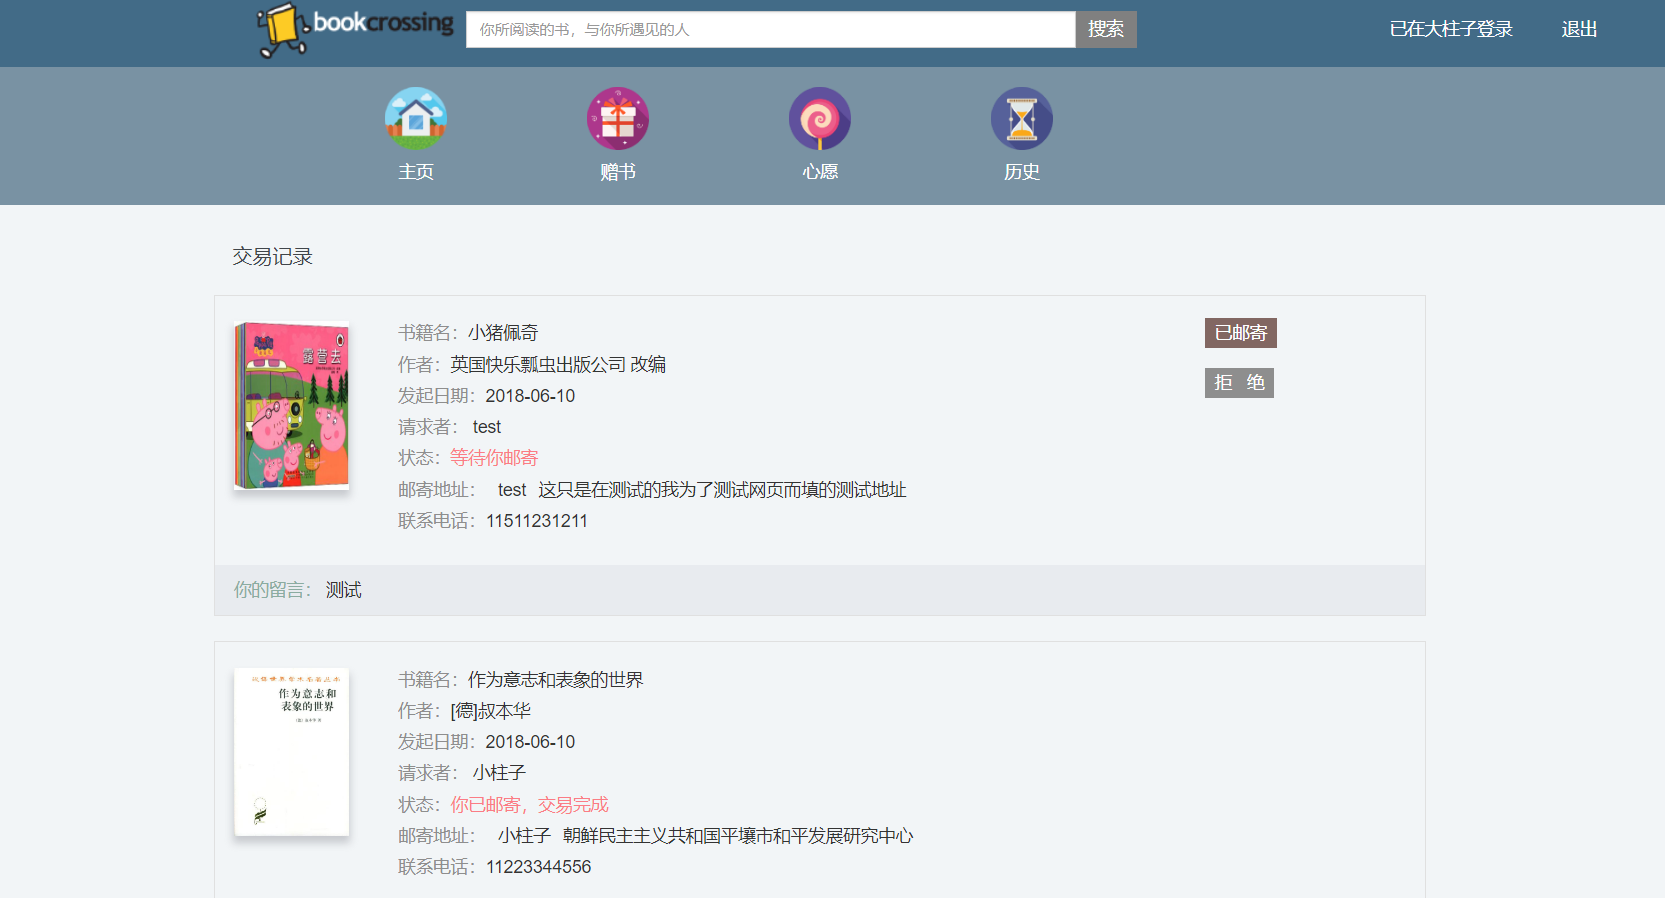 bookcrossing
你所阅读的书，与你所遇见的人
搜索
已在大柱子登录
退出
主页
赠书
心愿
历史
交易记录
露营去
书籍名：小猪佩奇
作者：英国快乐瓢虫出版公司 改编
发起日期：2018-06-10
请求者： test
状态：等待你邮寄
邮寄地址： test 这只是在测试的我为了测试网页而填的测试地址
联系电话：11511231211
已邮寄
拒 绝
你的留言： 测试
作为意志和
表象的世界
书籍名：作为意志和表象的世界
作者：[德]叔本华
发起日期：2018-06-10
请求者： 小柱子
状态：你已邮寄，交易完成
邮寄地址： 小柱子 朝鲜民主主义共和国平壤市和平发展研究中心
联系电话：11223344556